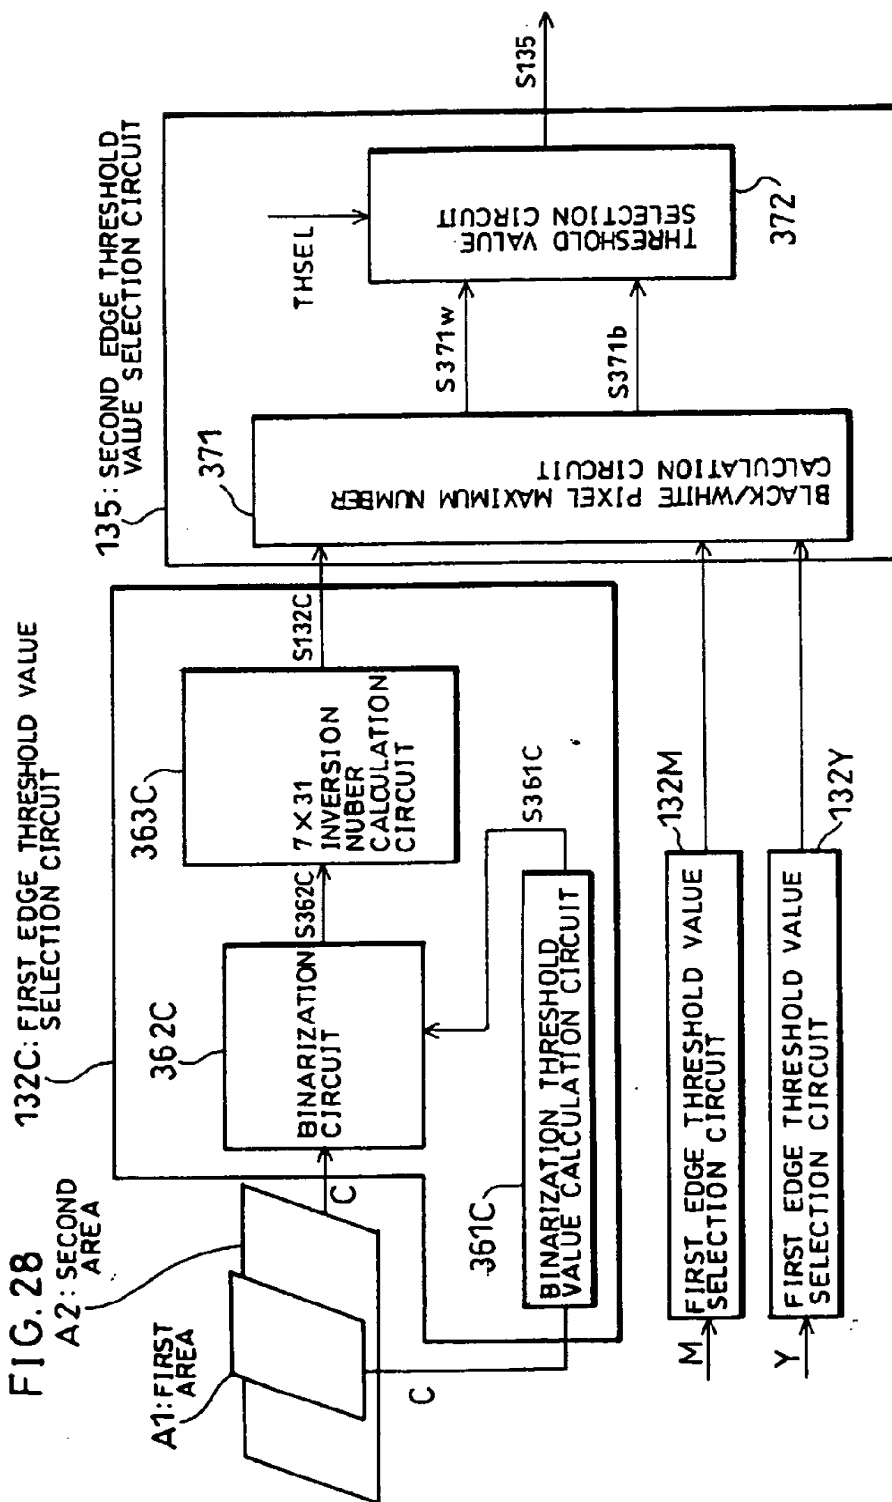 FIG. 28
A1: FIRST
AREA
A2: SECOND
AREA
132C: FIRST EDGE THRESHOLD VALUE
SELECTION CIRCUIT
135: SECOND EDGE THRESHOLD
VALUE SELECTION CIRCUIT
C
362C
BINARIZATION
CIRCUIT
S362C
363C
7×31
INVERSION
NUBER
CALCULATION
CIRCUIT
S132C
371
BLACK/WHITE PIXEL MAXIMUM NUMBER
CALCULATION CIRCUIT
S371w
S371b
THSEL
THRESHOLD VALUE
SELECTION CIRCUIT
372
S135
C
361C
BINARIZATION THRESHOLD
VALUE CALCULATION CIRCUIT
S361C
M
FIRST EDGE THRESHOLD VALUE
SELECTION CIRCUIT
132M
Y
FIRST EDGE THRESHOLD VALUE
SELECTION CIRCUIT
132Y